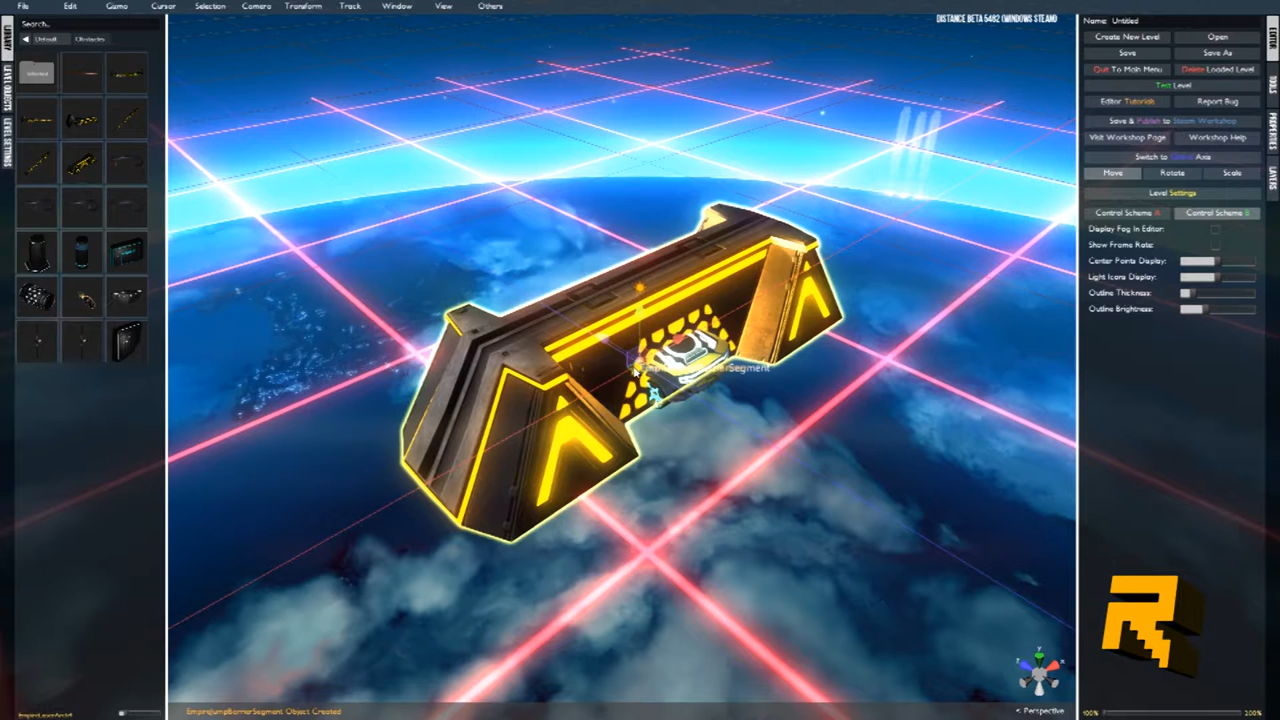 File Edit Gizmo Cursor Selection Camera Transform Track Window View Others
Search...
Default Obstacles
LIBRARY
LEVEL OBJECTS
LEVEL SETTINGS
DISTANCE BETA 5482 (WINDOWS STEAM)
Name: Untitled
Create New Level Open
Save Save As
Quit To Main Menu Delete Loaded Level
Test Level
Editor Tutorials Report Bug
Save & Publish to Steam Workshop
Visit Workshop Page Workshop Help
Switch to Global Axis
Move Rotate Scale
Level Settings
Control Scheme A Control Scheme B
Display Fog In Editor:
Show Frame Rate:
Center Points Display:
Light Icons Display:
Outline Thickness:
Outline Brightness:
EDITOR
TOOLS
PROPERTIES
LAYERS
EmpireJumpBarrierSegment Object Created
< Perspective
100% 200%